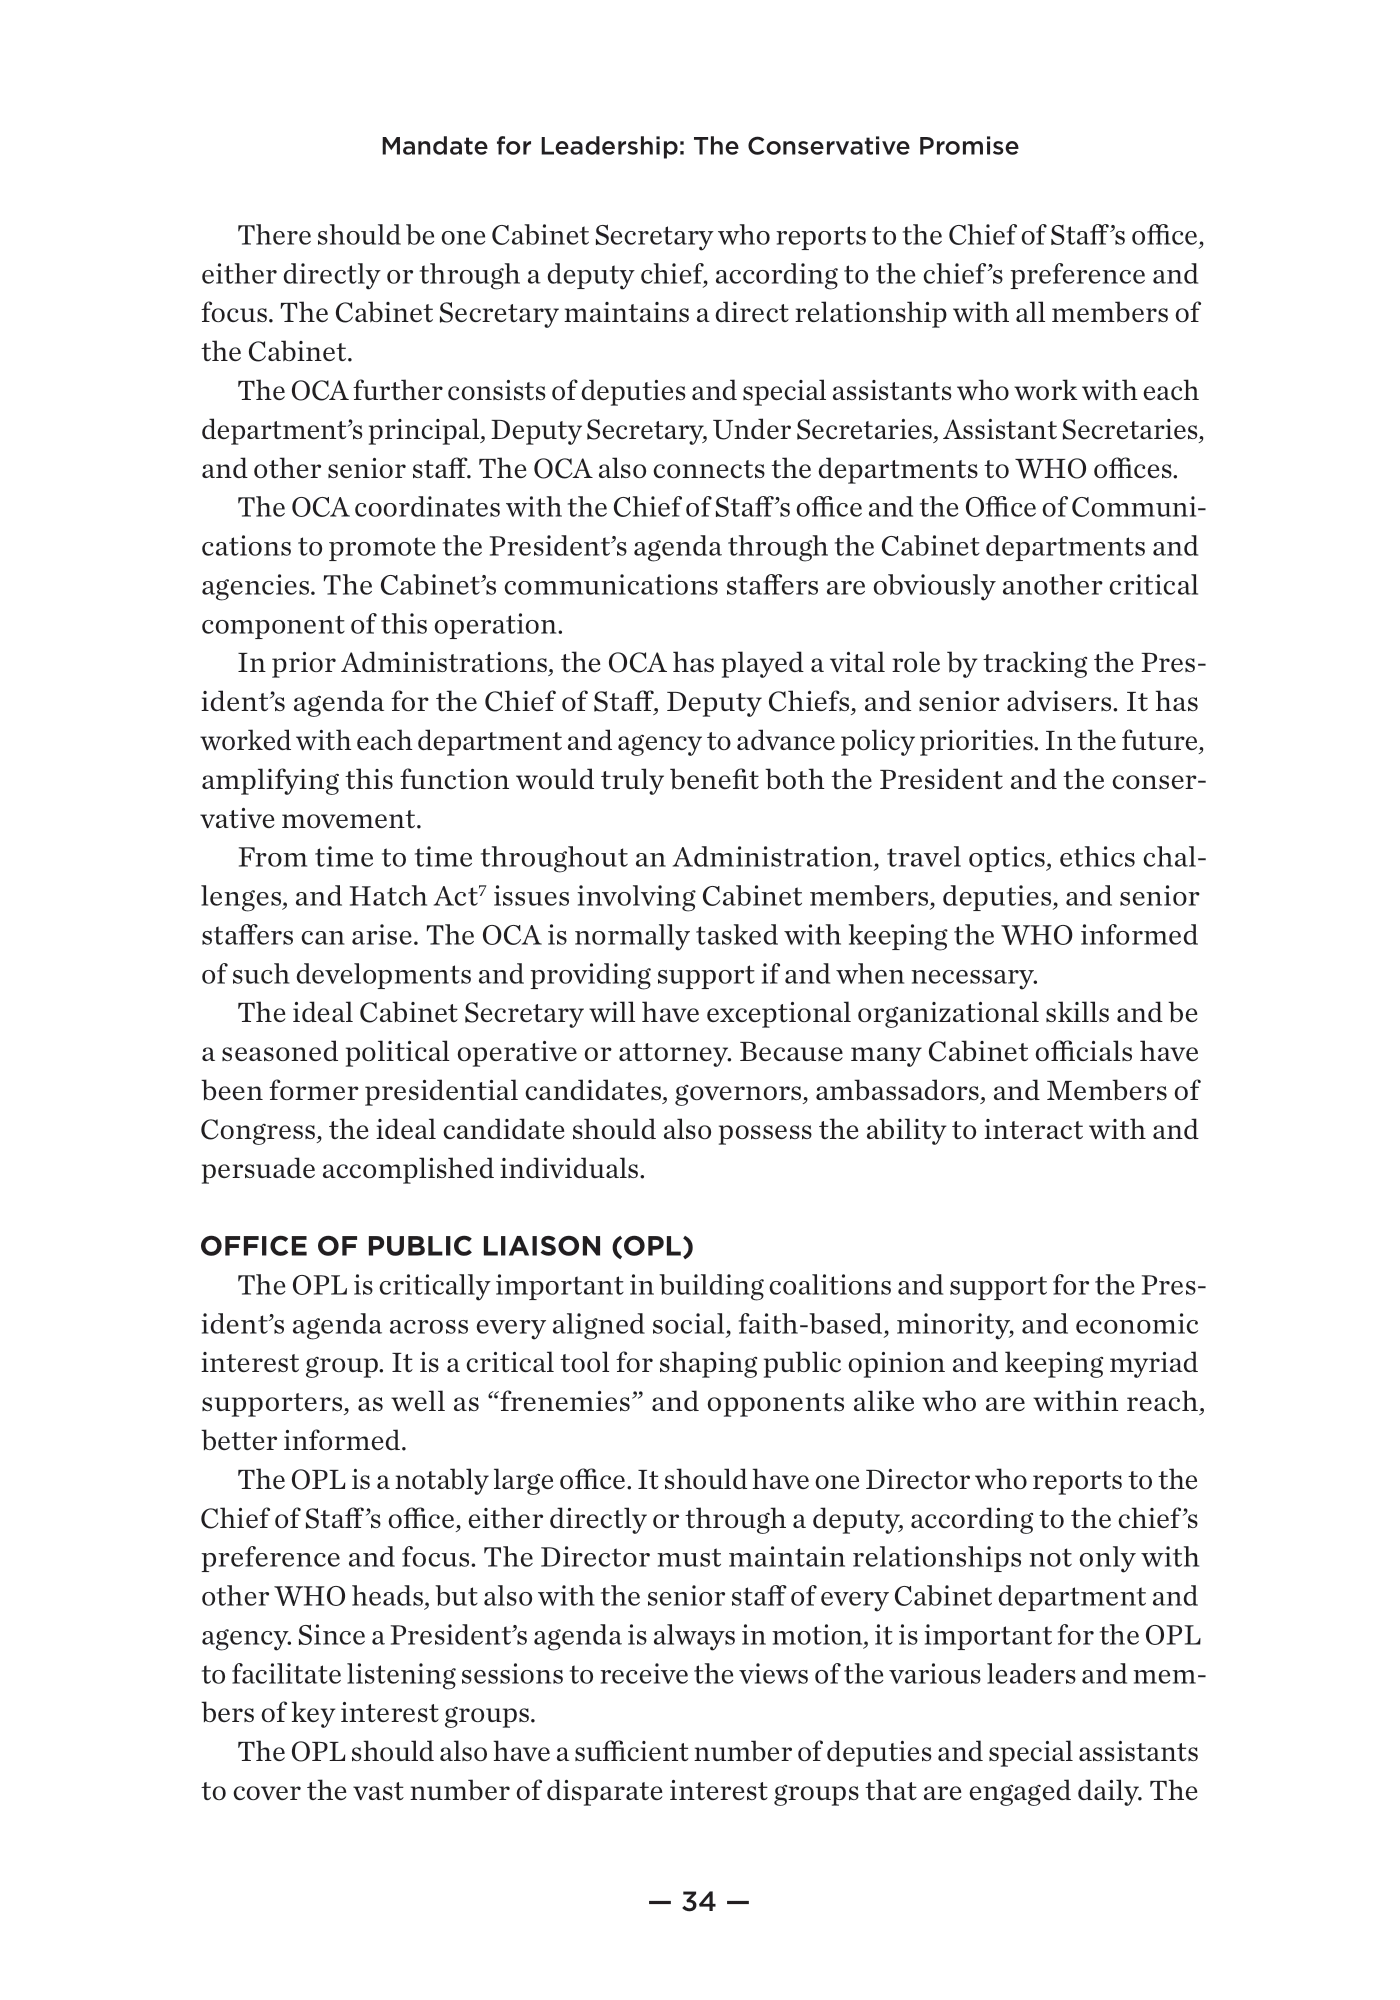 Mandate for Leadership: The Conservative Promise
There should be one Cabinet Secretary who reports to the Chief of Staff’s office,
either directly or through a deputy chief, according to the chief’s preference and
focus. The Cabinet Secretary maintains a direct relationship with all members of
the Cabinet.
The OCA further consists of deputies and special assistants who work with each
department’s principal, Deputy Secretary, Under Secretaries, Assistant Secretaries,
and other senior staff. The OCA also connects the departments to WHO offices.
The OCA coordinates with the Chief of Staff’s office and the Office of Communi-
cations to promote the President’s agenda through the Cabinet departments and
agencies. The Cabinet’s communications staffers are obviously another critical
component of this operation.
In prior Administrations, the OCA has played a vital role by tracking the Pres-
ident’s agenda for the Chief of Staff, Deputy Chiefs, and senior advisers. It has
worked with each department and agency to advance policy priorities. In the future,
amplifying this function would truly benefit both the President and the conser-
vative movement.
From time to time throughout an Administration, travel optics, ethics chal-
lenges, and Hatch Act⁷ issues involving Cabinet members, deputies, and senior
staffers can arise. The OCA is normally tasked with keeping the WHO informed
of such developments and providing support if and when necessary.
The ideal Cabinet Secretary will have exceptional organizational skills and be
a seasoned political operative or attorney. Because many Cabinet officials have
been former presidential candidates, governors, ambassadors, and Members of
Congress, the ideal candidate should also possess the ability to interact with and
persuade accomplished individuals.
OFFICE OF PUBLIC LIAISON (OPL)
The OPL is critically important in building coalitions and support for the Pres-
ident’s agenda across every aligned social, faith-based, minority, and economic
interest group. It is a critical tool for shaping public opinion and keeping myriad
supporters, as well as “frenemies” and opponents alike who are within reach,
better informed.
The OPL is a notably large office. It should have one Director who reports to the
Chief of Staff’s office, either directly or through a deputy, according to the chief’s
preference and focus. The Director must maintain relationships not only with
other WHO heads, but also with the senior staff of every Cabinet department and
agency. Since a President’s agenda is always in motion, it is important for the OPL
to facilitate listening sessions to receive the views of the various leaders and mem-
bers of key interest groups.
The OPL should also have a sufficient number of deputies and special assistants
to cover the vast number of disparate interest groups that are engaged daily. The
— 34 —